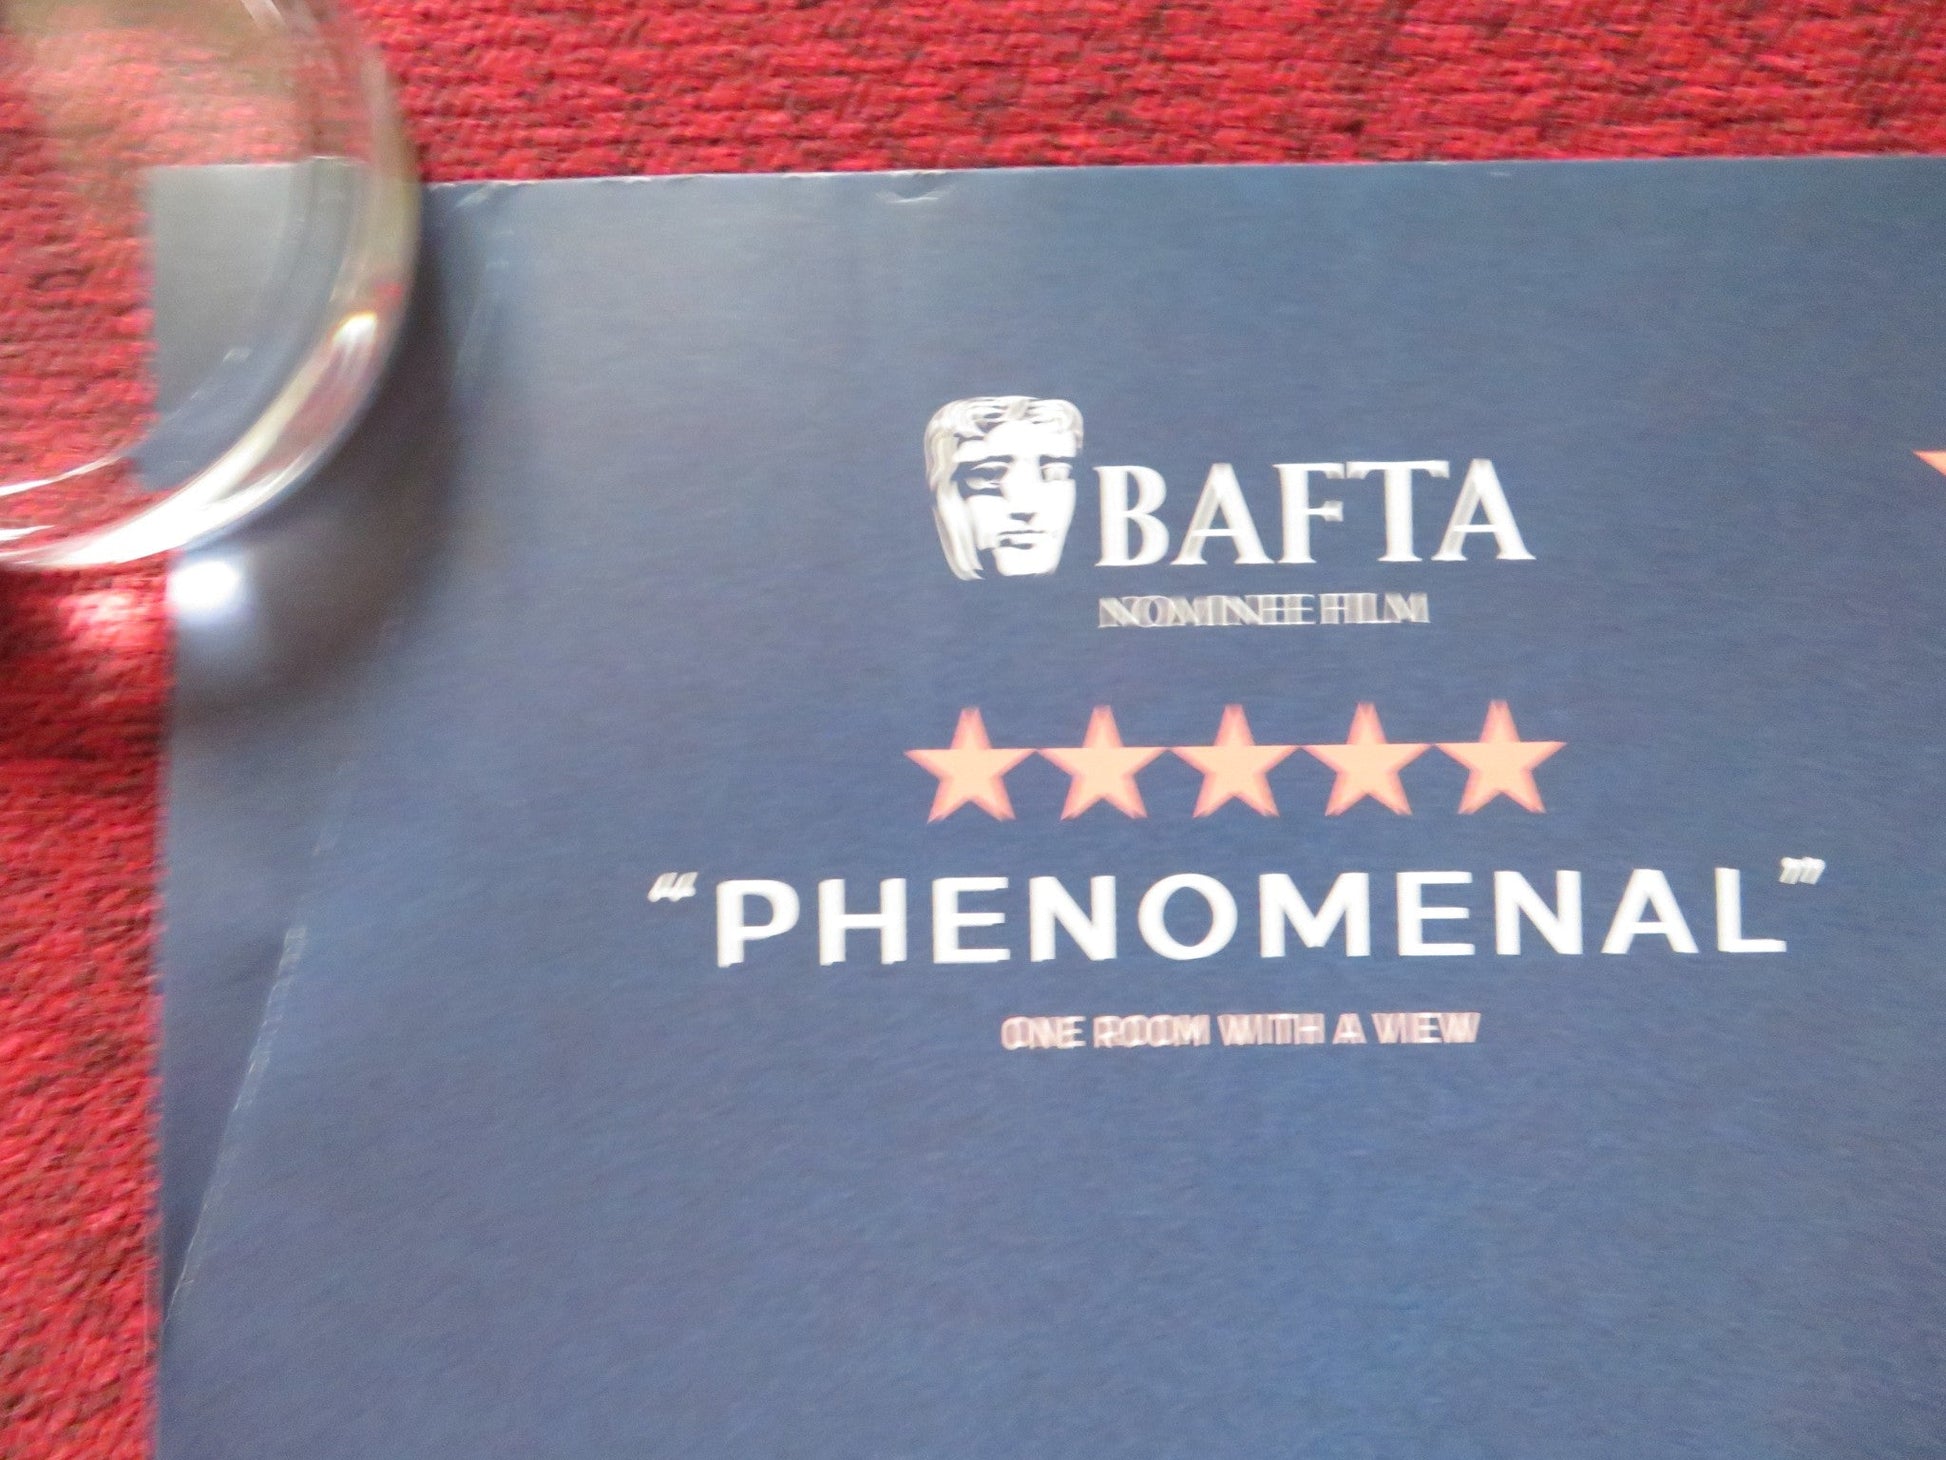 BAFTA
NOMINEE FILM
“PHENOMENAL”
ONE ROOM WITH A VIEW